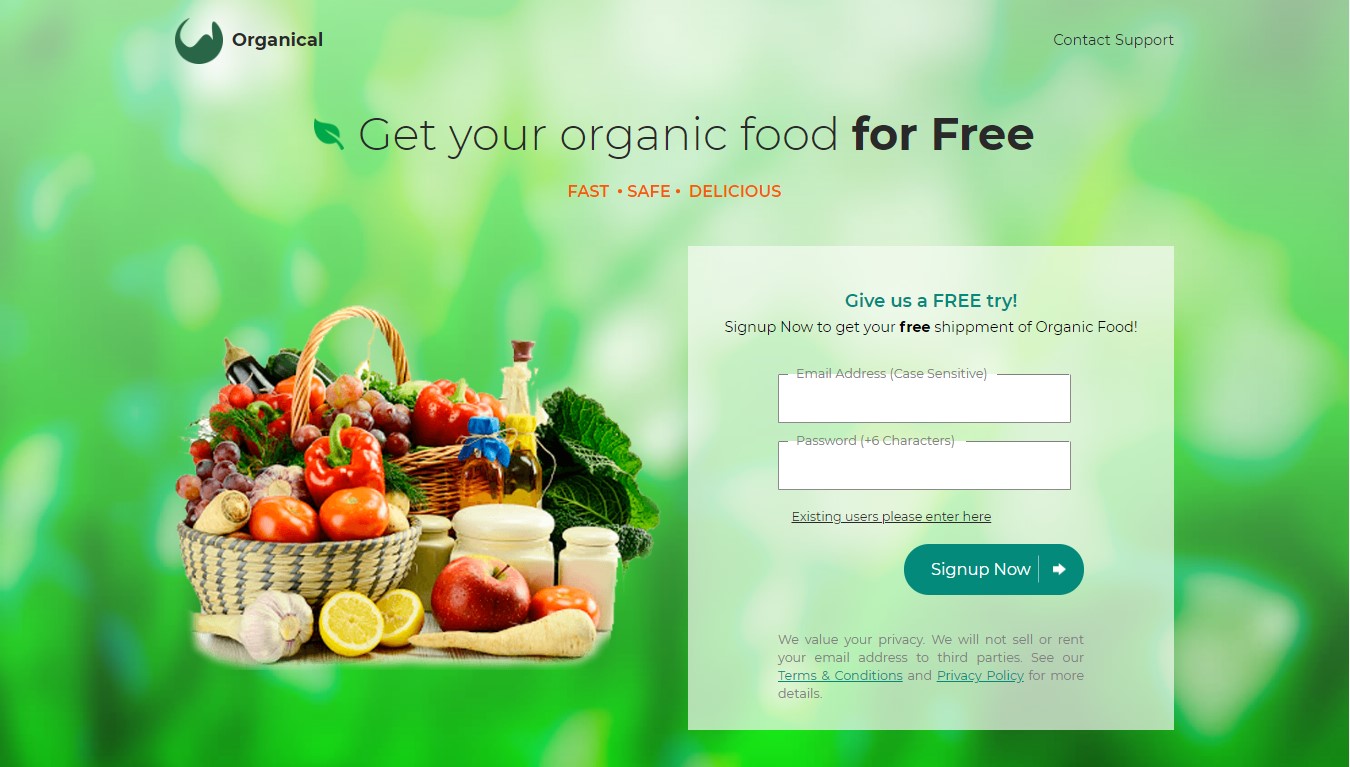 Organical
Contact Support
Get your organic food for Free
FAST • SAFE • DELICIOUS
Give us a FREE try!
Signup Now to get your free shippment of Organic Food!
Email Address (Case Sensitive)
Password (+6 Characters)
Existing users please enter here
Signup Now
We value your privacy. We will not sell or rent
your email address to third parties. See our
Terms & Conditions and Privacy Policy for more
details.